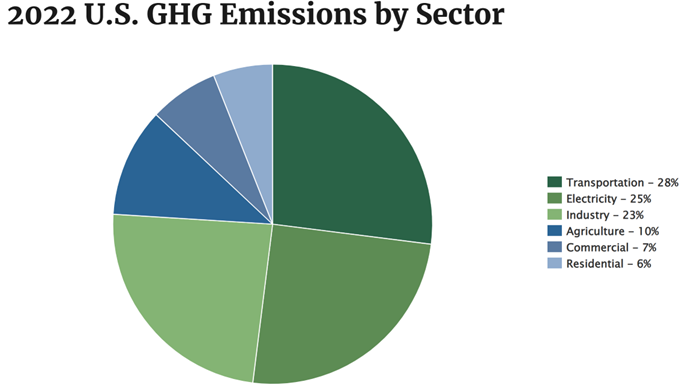 2022 U.S. GHG Emissions by Sector
Transportation – 28%
Electricity – 25%
Industry – 23%
Agriculture – 10%
Commercial – 7%
Residential – 6%